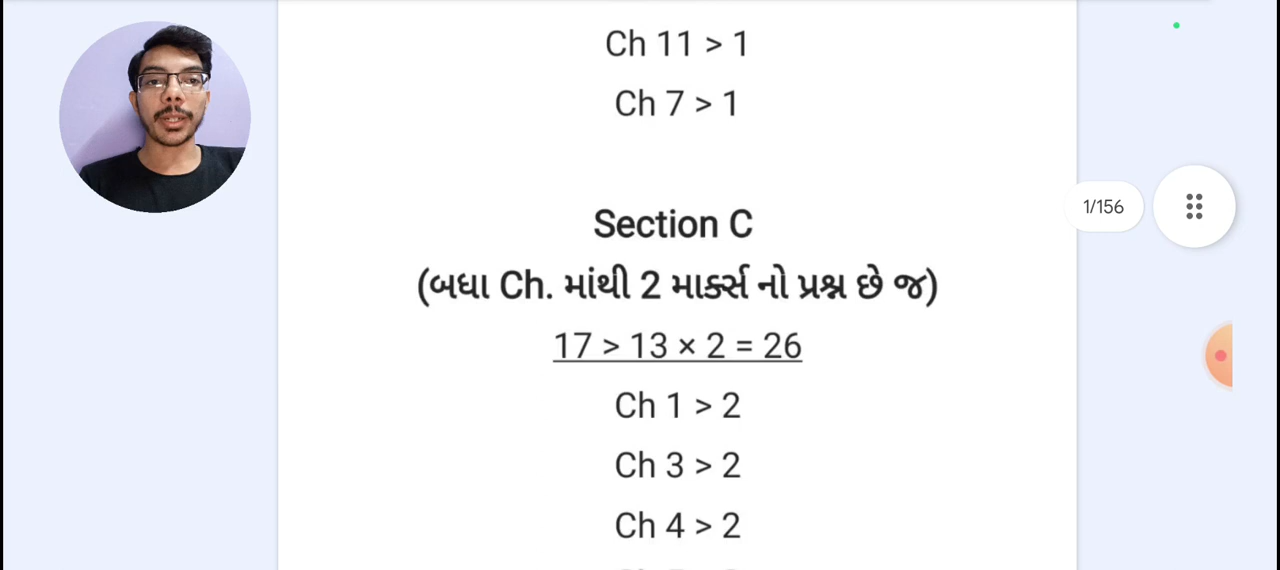 Ch 11 > 1
Ch 7 > 1
1/156
Section C
(બધા Ch. માંથી 2 માર્ક્સ નો પ્રશ્ન છે જ)
17 > 13 × 2 = 26
Ch 1 > 2
Ch 3 > 2
Ch 4 > 2